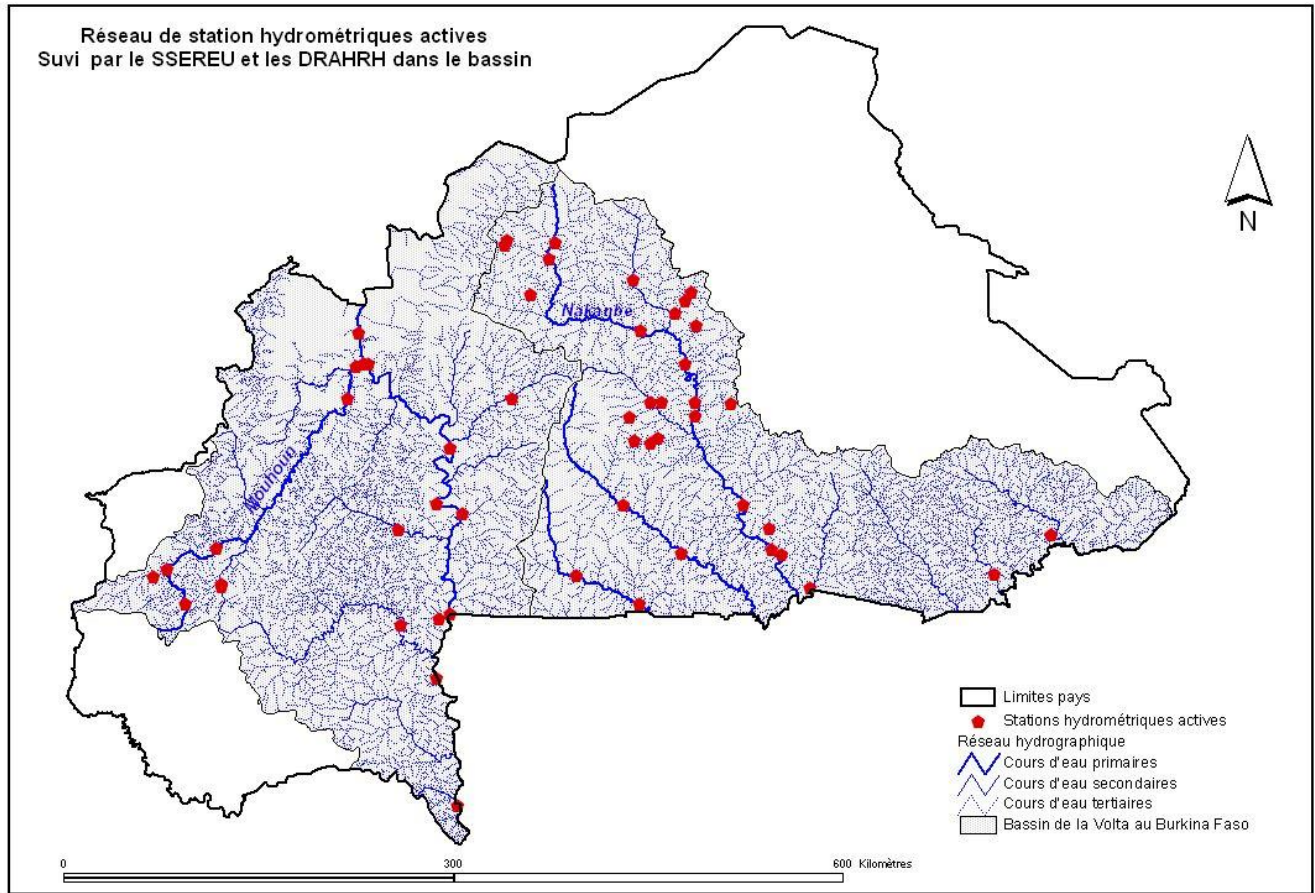 Réseau de station hydrométriques actives
Suvi par le SSEREU et les DRAHRH dans le bassin
N
Nakagbe
Mouhoun
Limites pays
Stations hydrométriques actives
Réseau hydrographique
Cours d'eau primaires
Cours d'eau secondaires
Cours d'eau tertiaires
Bassin de la Volta au Burkina Faso
0 300 600 Kilomètres